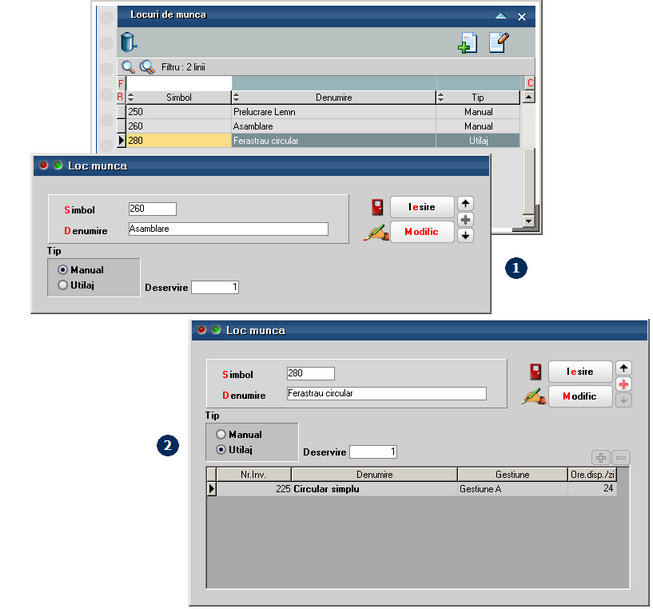 Locuri de munca
Filtru : 2 linii
F
C
R Simbol Denumire Tip
250 Prelucrare Lemn Manual
260 Asamblare Manual
280 Ferastrau circular Utilaj
Loc munca
Simbol 260 Iesire
Denumire Asamblare Modific
Tip
Manual
Utilaj Deservire 1
1
Loc munca
Simbol 280 Iesire
Denumire Ferastrau circular Modific
Tip
Manual
Utilaj Deservire 1
2
Nr.Inv. Denumire Gestiune Ore.disp./zi
225 Circular simplu Gestiune A 24